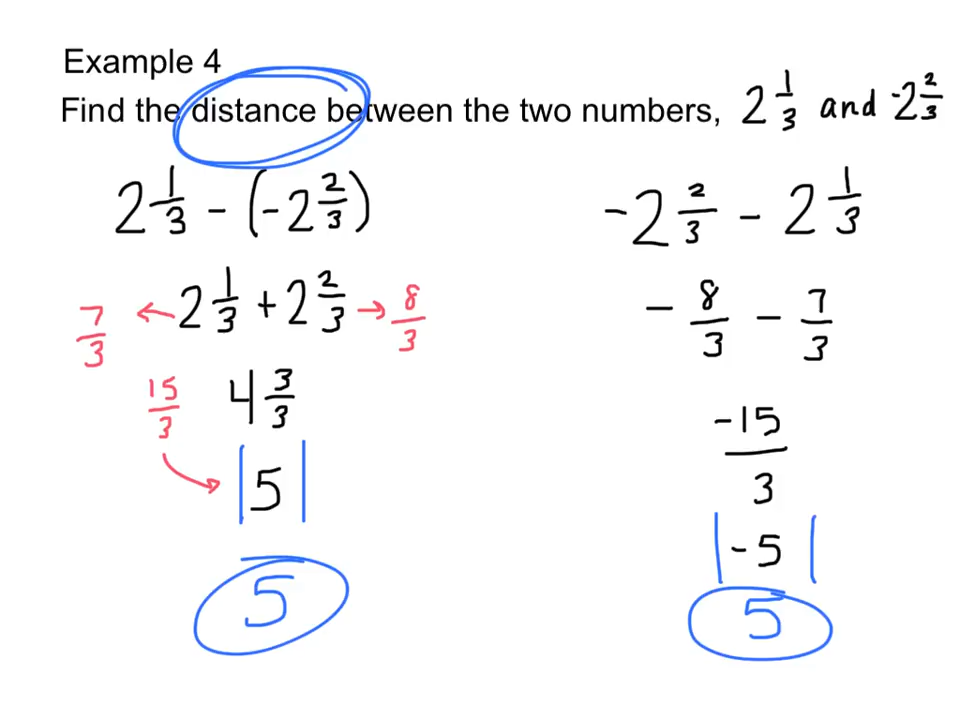 Example 4
Find the distance between the two numbers, 2 1/3 and -2 2/3
2 1/3 - (-2 2/3)
2 1/3 + 2 2/3
7/3 ← → 8/3
4 3/3
15/3
|5|
5
-2 2/3 - 2 1/3
- 8/3 - 7/3
-15/3
|-5|
5